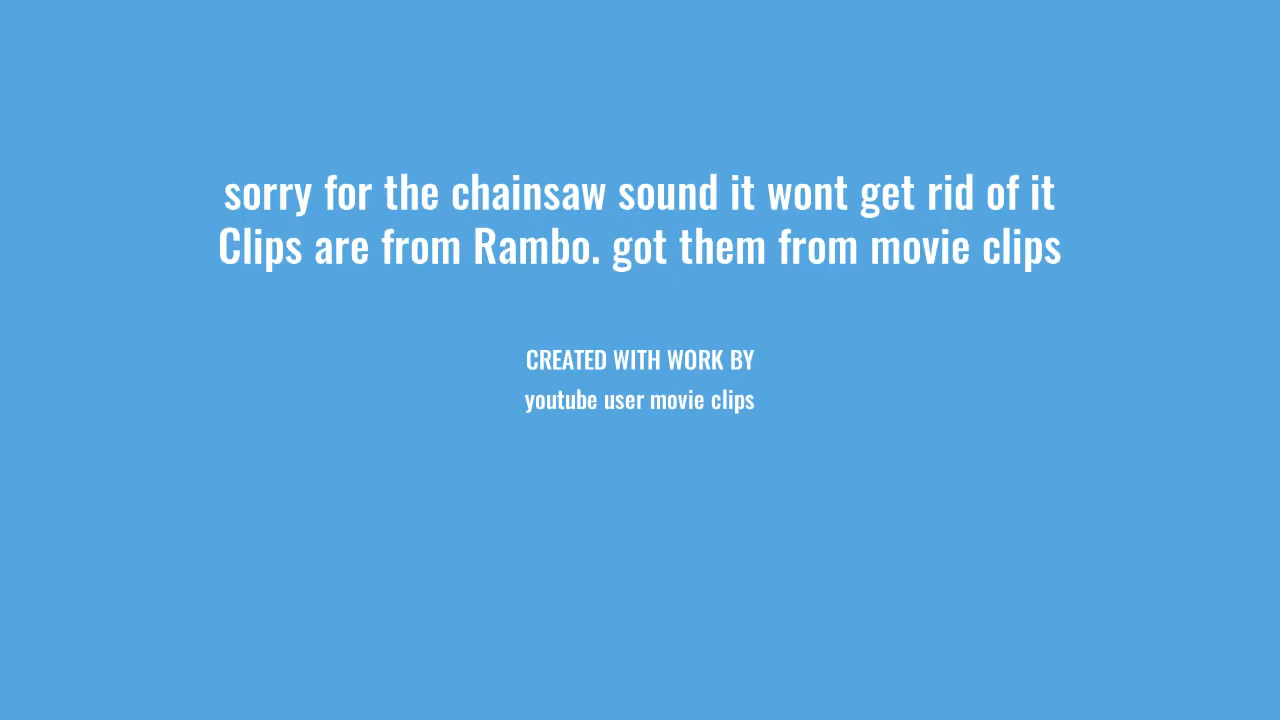 sorry for the chainsaw sound it wont get rid of it
Clips are from Rambo. got them from movie clips
CREATED WITH WORK BY
youtube user movie clips